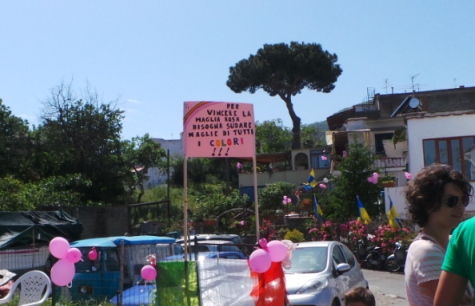 PER
VINCERE LA
MAGLIA ROSA
BISOGNA SUDARE
MAGLIE DI TUTTI
I COLORI
!!!